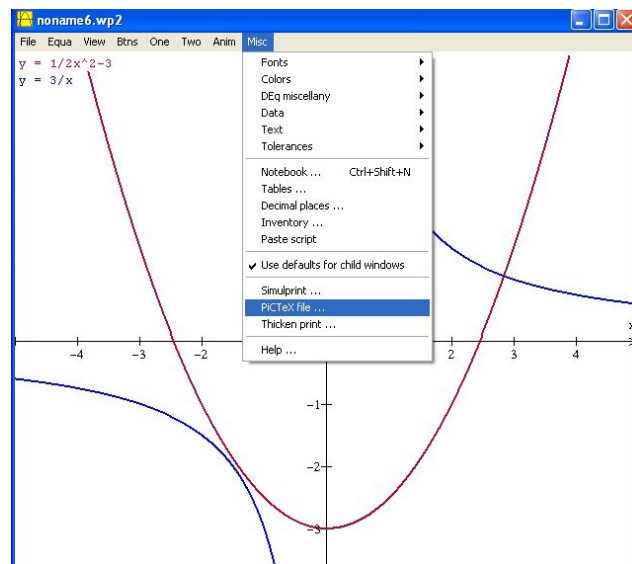 noname6.wp2
File Equa View Btns One Two Anim Misc
y = 1/2x^2-3
y = 3/x
Fonts
Colors
DEq miscellany
Data
Text
Tolerances
Notebook ... Ctrl+Shift+N
Tables ...
Decimal places ...
Inventory ...
Paste script
Use defaults for child windows
Simulprint ...
PiCTeX file ...
Thicken print ...
Help ...
x
-4 -3 -2 2 3 4
-1
-2
-3